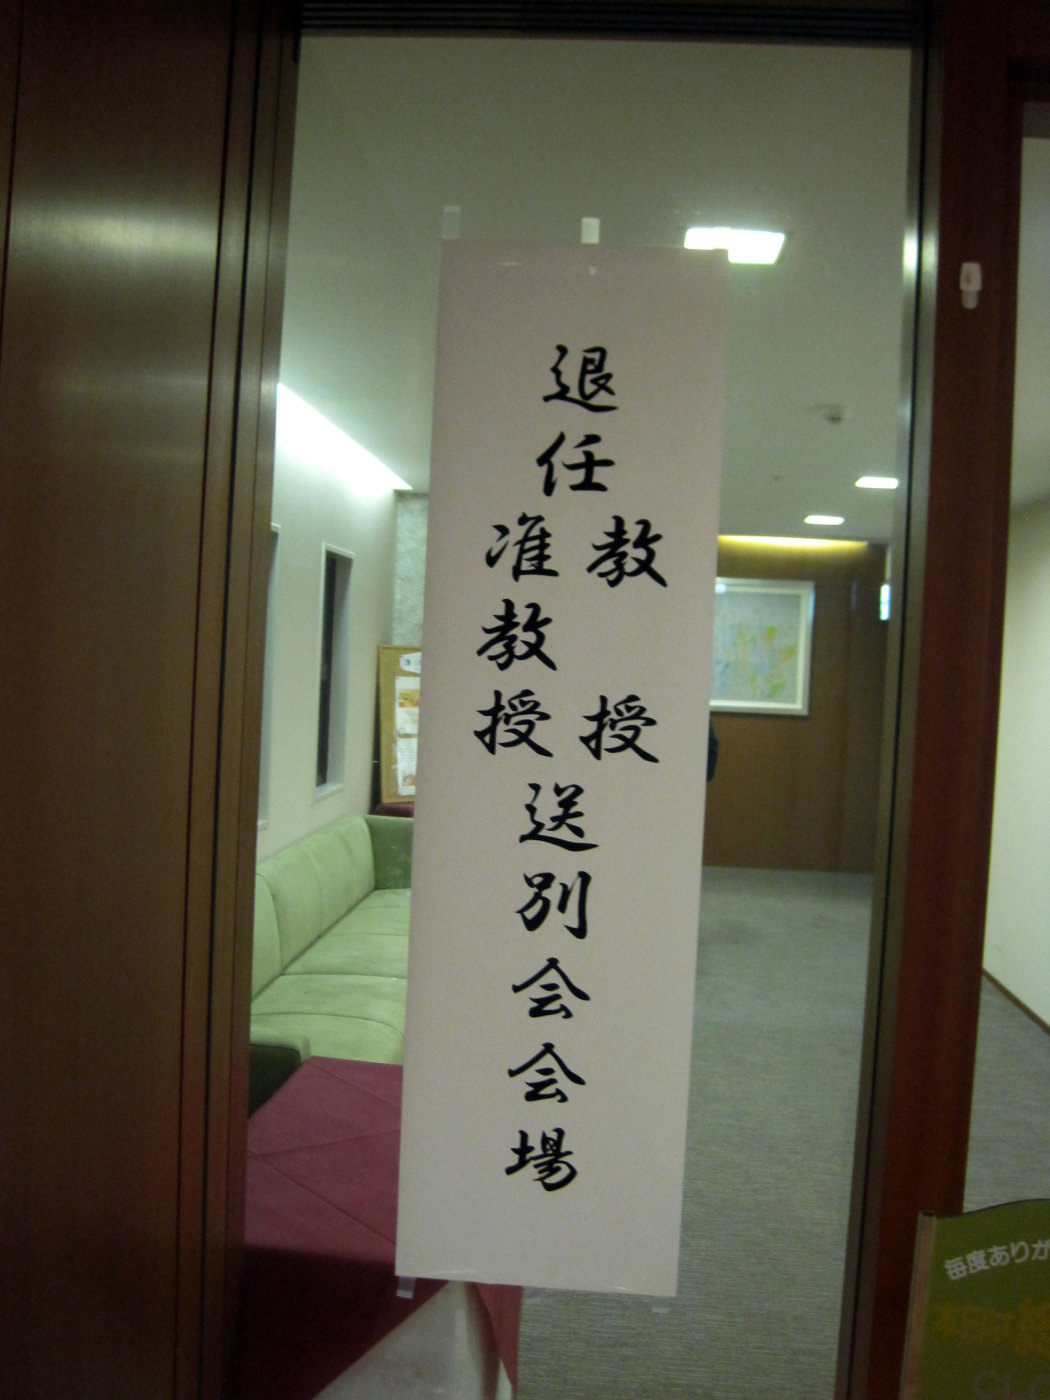 退任
教授
准教授
送別会会場
毎度ありが